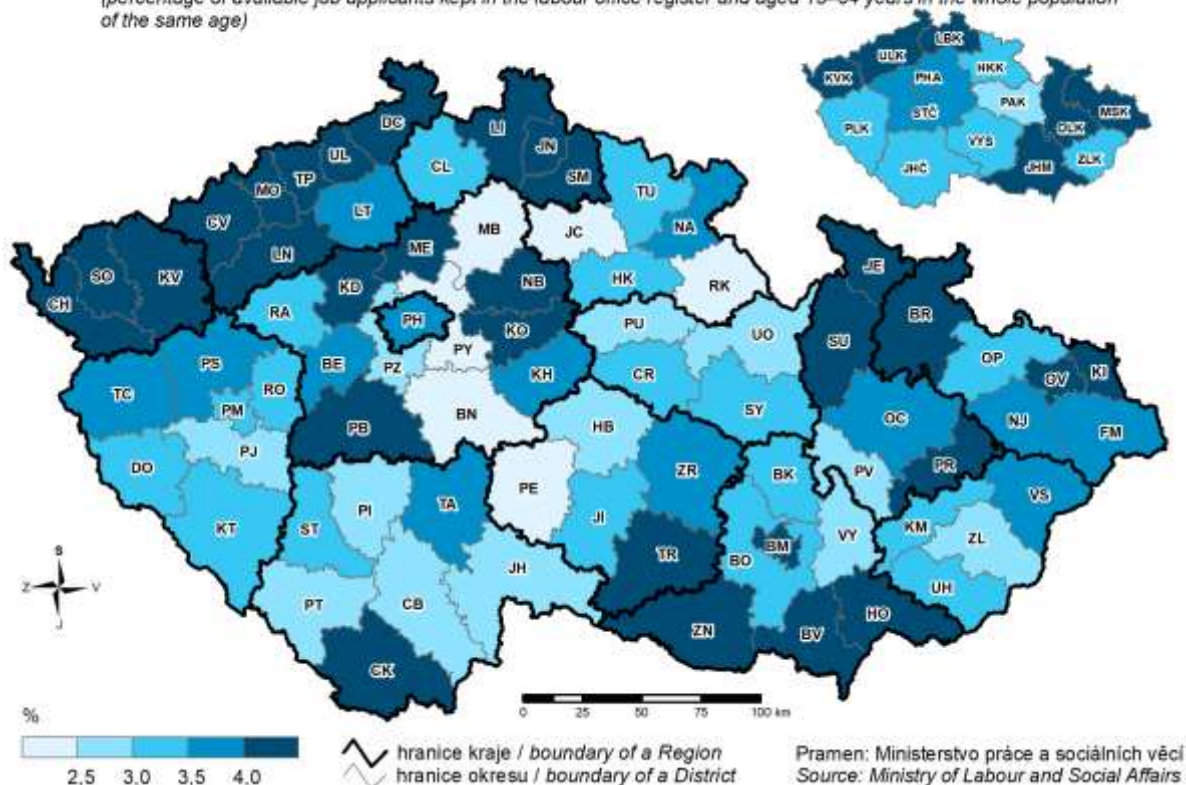 (percentage of available job applicants kept in the labour office register and aged 15–64 years in the whole population
of the same age)
LBK
ULK
HKK
KVK
PHA
PAK
STČ
MSK
OLK
PLK
VYS
ZLK
JHM
JHČ
DC
LI
JN
UL
CL
TP
SM
MO
TU
LT
CV
MB
JC
NA
ME
LN
JE
SO
KV
KD
NB
HK
RK
CH
RA
BR
PH
KO
PU
UO
SU
PY
OP
PS
BE
PZ
GV
KI
TC
RO
KH
CR
PM
SY
OC
NJ
FM
PB
BN
HB
PJ
DO
ZR
PV
PR
BK
PE
VS
TA
PI
ST
KT
JI
KM
VY
ZL
BM
TR
BO
JH
UH
PT
CB
HO
ZN
BV
CK
S
Z V
J
0 25 50 75 100 km
%
2,5 3,0 3,5 4,0
hranice kraje / boundary of a Region
hranice okresu / boundary of a District
Pramen: Ministerstvo práce a sociálních věcí
Source: Ministry of Labour and Social Affairs